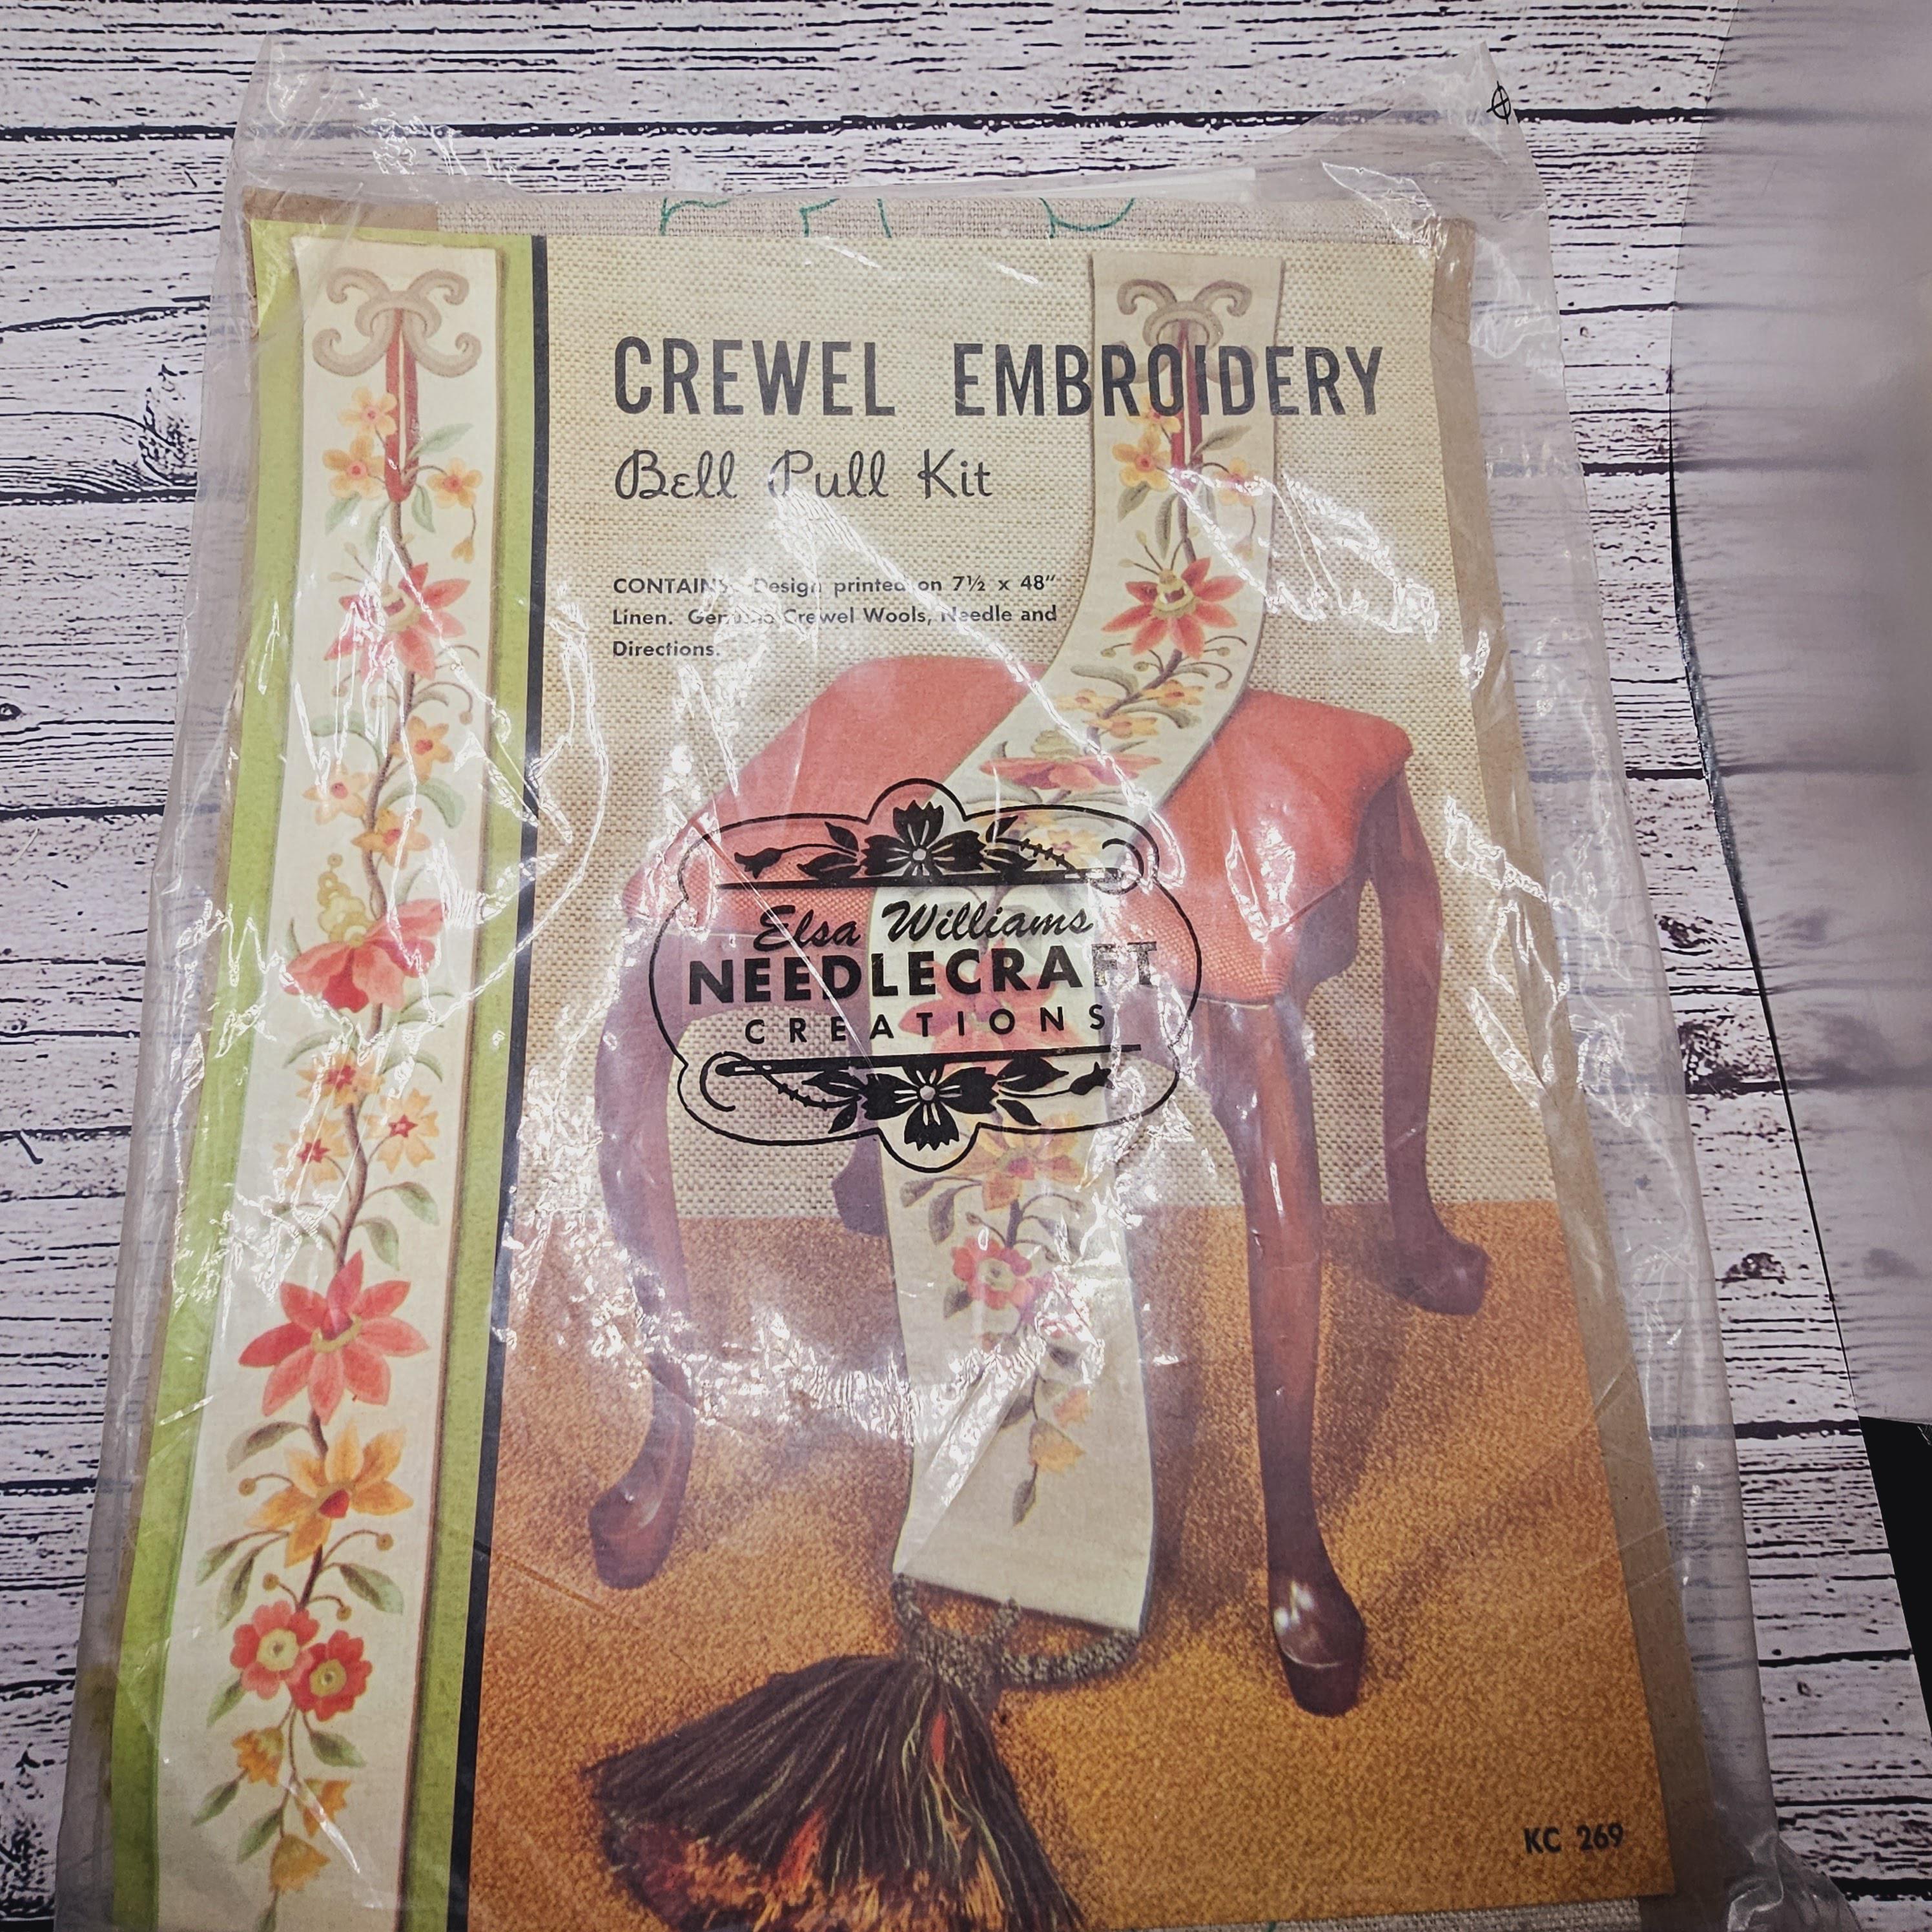 CREWEL EMBROIDERY
Bell Pull Kit
CONTAINS: Design printed on 7½ x 48"
Linen. Genuine Crewel Wools, Needle and
Directions.
Elsa Williams
NEEDLECRAFT
CREATIONS
KC 269